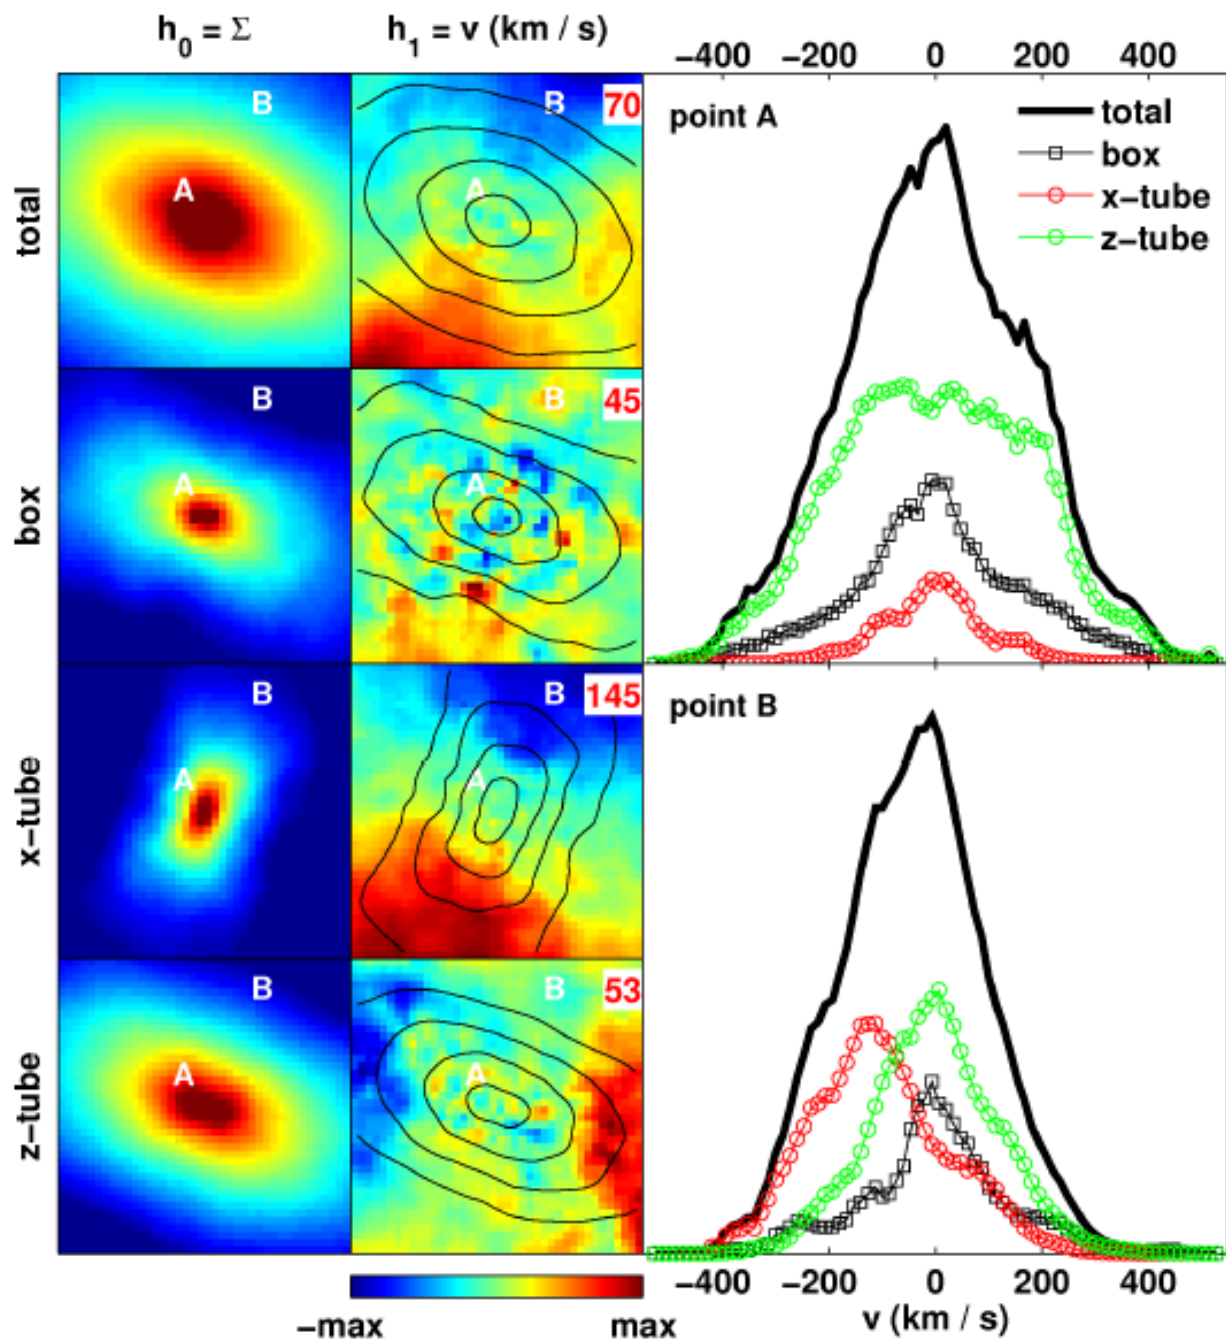 h₀ = Σ
h₁ = v (km / s)
−400 −200 0 200 400
total
A
B
A
B
70
point A
total
box
x−tube
z−tube
box
A
B
A
B
45
x−tube
A
B
A
B
145
point B
z−tube
A
B
A
B
53
−400 −200 0 200 400
−max
max
v (km / s)